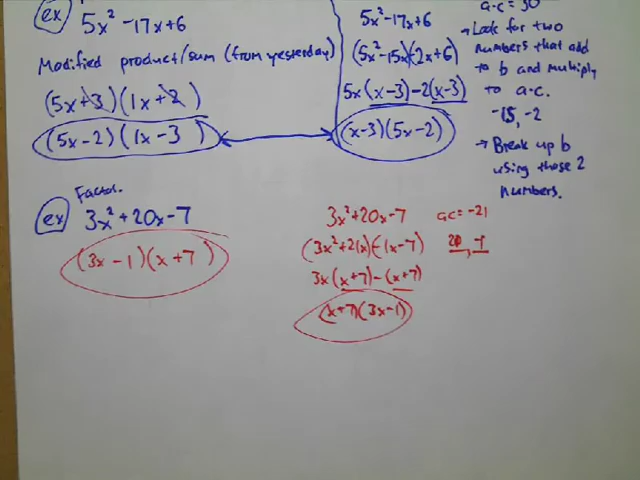 ex
5x² -17x+6
Modified product/sum (from yesterday)
(5x+3)(1x+2)
(5x-2)(1x-3)
5x²-17x+6
(5x²-15x)(-2x+6)
5x(x-3)-2(x-3)
(x-3)(5x-2)
a·c = 30
→ Look for two
numbers that add
to b and multiply
to a·c.
-15, -2
→ Break up b
using those 2
numbers.
Factor.
ex
3x²+20x-7
(3x-1)(x+7)
3x²+20x-7
ac = -21
(3x²+21x)-(1x-7)
3x(x+7)-(x+7)
(x+7)(3x-1)